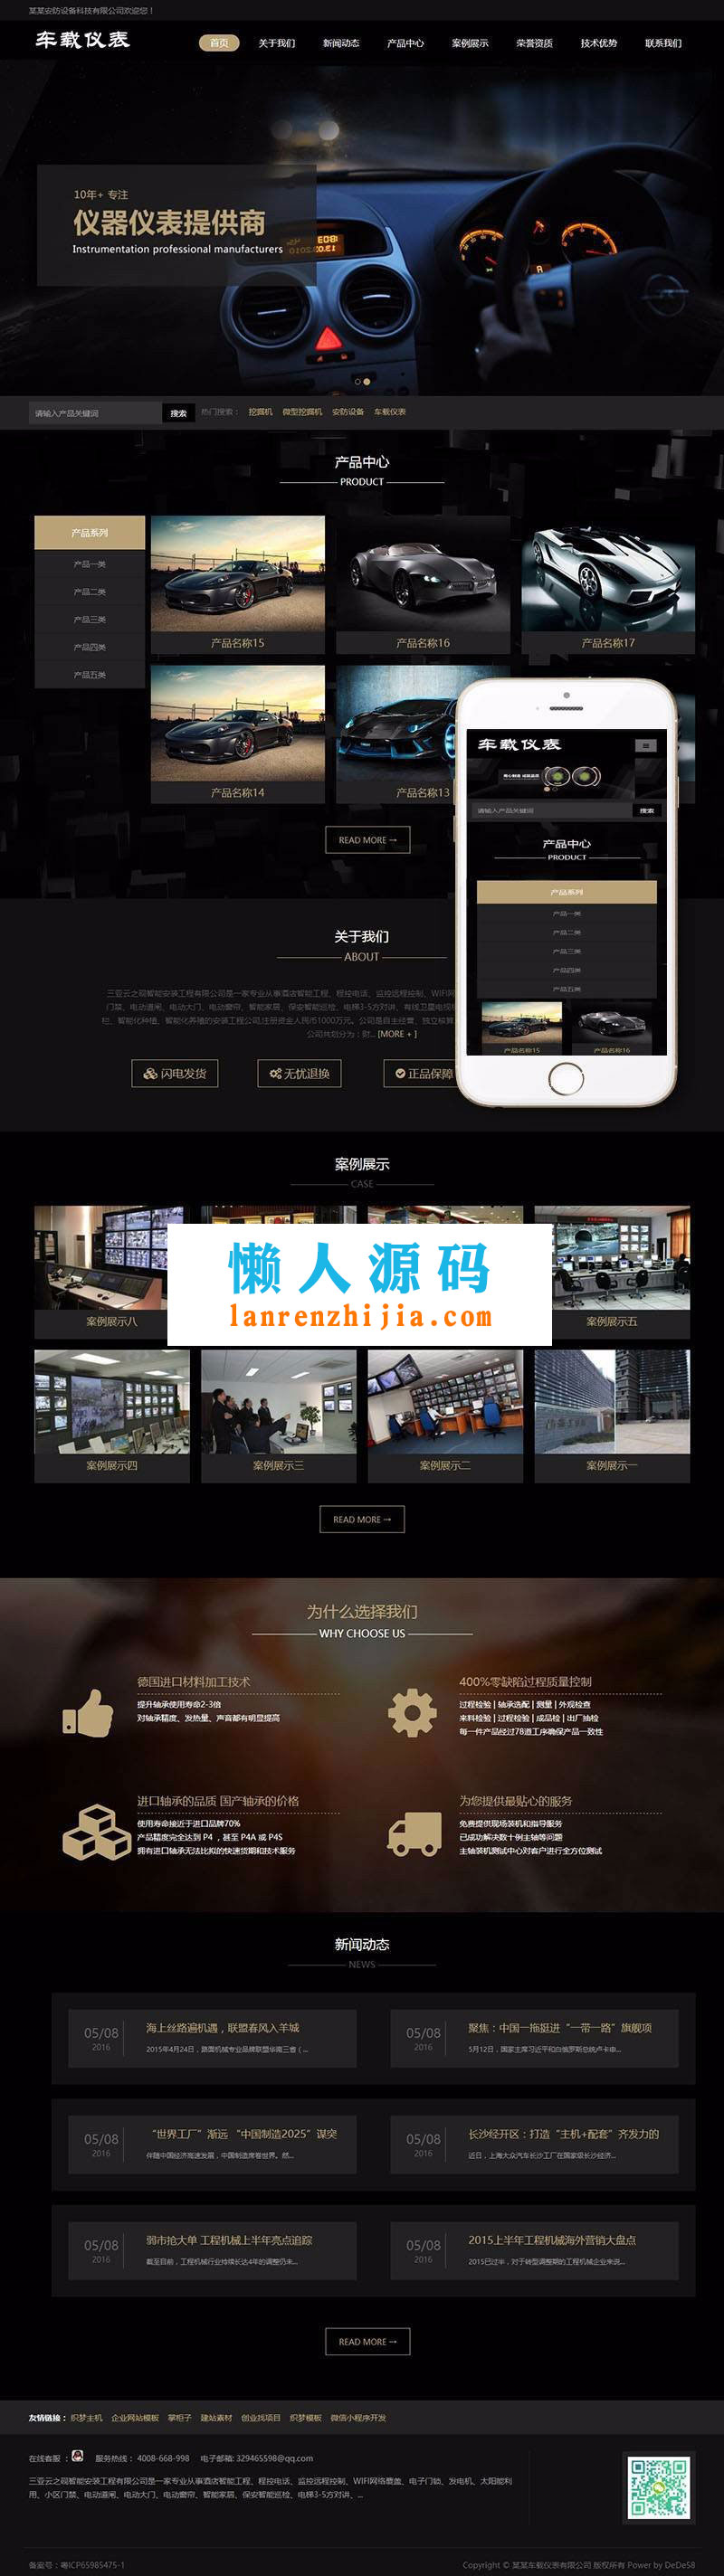 某某安防设备科技有限公司欢迎您！
车载仪表
首页 关于我们 新闻动态 产品中心 案例展示 荣誉资质 技术优势 联系我们
10年+ 专注
仪器仪表提供商
Instrumentation professional manufacturers
请输入产品关键词 搜索 热门搜索： 挖掘机 微型挖掘机 安防设备 车载仪表
产品中心
PRODUCT
产品系列
产品一类
产品二类
产品三类
产品四类
产品五类
产品名称15
产品名称16
产品名称17
产品名称14
产品名称13
READ MORE →
车载仪表
请输入产品关键词 搜索
产品中心
PRODUCT
产品系列
产品一类
产品二类
产品三类
产品四类
产品五类
产品名称15
产品名称16
关于我们
ABOUT
三亚云之砚智能安装工程有限公司是一家专业从事酒店智能工程、程控电话、监控远程控制、WIFI网
门禁、电动道闸、电动大门、电动窗帘、智能家居、保安智能巡检、电梯3-5方对讲、有线卫星电视
栏、智能化种植、智能化养殖的安装工程公司,注册资金人民币1000万元。公司是自主经营、独立核算
[MORE + ]
闪电发货
无忧退换
正品保障
案例展示
CASE
案例展示八
案例展示五
懒人源码
lanrenzhijia.com
案例展示四
案例展示三
案例展示二
案例展示一
READ MORE →
为什么选择我们
WHY CHOOSE US
德国进口材料加工技术
提升轴承使用寿命2-3倍
对轴承精度、发热量、声音都有明显提高
400%零缺陷过程质量控制
过程检验 | 轴承选配 | 测量 | 外观检查
来料检验 | 过程检验 | 成品检 | 出厂抽检
每一件产品经过78道工序确保产品一致性
进口轴承的品质 国产轴承的价格
使用寿命接近于进口品牌70%
产品精度完全达到 P4 ，甚至 P4A 或 P4S
拥有进口轴承无法比拟的快速货期和技术服务
为您提供最贴心的服务
免费提供现场装机和指导服务
已成功解决数十例主轴等问题
主轴装机测试中心对客户进行全方位测试
新闻动态
NEWS
05/08
2016
海上丝路遍机遇，联盟春风入羊城
2015年4月24日，路面机械专业品牌联盟华南三省（...
05/08
2016
聚焦：中国一拖挺进“一带一路”旗舰项
5月12日，国家主席习近平和白俄罗斯总统卢卡申...
05/08
2016
“世界工厂”渐远 “中国制造2025”谋突
伴随中国经济高速发展，中国制造席卷世界。然...
05/08
2016
长沙经开区：打造“主机+配套”齐发力的
近日，上海大众汽车长沙工厂在国家级长沙经济...
05/08
2016
弱市抢大单 工程机械上半年亮点追踪
截至目前，工程机械行业持续长达4年的调整仍未...
05/08
2016
2015上半年工程机械海外营销大盘点
2015已过半，对于转型调整期的工程机械企业来说...
READ MORE →
友情链接： 织梦主机 企业网站模板 掌柜子 建站素材 创业找项目 织梦模板 微信小程序开发
在线客服 ： 服务热线： 4008-668-998 电子邮箱: 329465598@qq.com
三亚云之砚智能安装工程有限公司是一家专业从事酒店智能工程、程控电话、监控远程控制、WIFI网络覆盖、电子门锁、发电机、太阳能利
用、小区门禁、电动道闸、电动大门、电动窗帘、智能家居、保安智能巡检、电梯3-5方对讲、...
备案号：粤ICP65985475-1
Copyright © 某某车载仪表有限公司 版权所有 Power by DeDe58